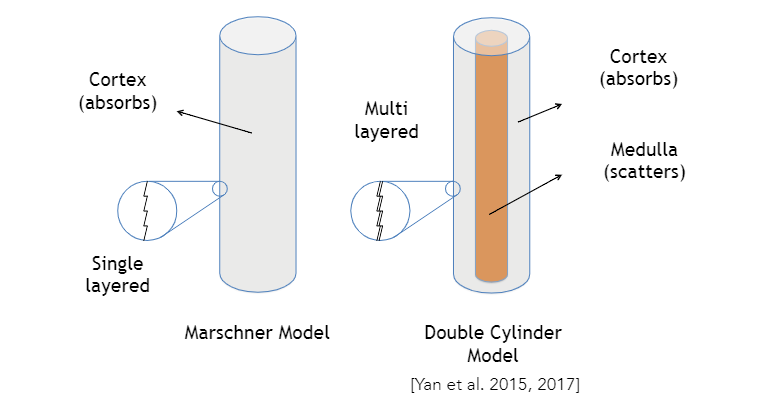 Cortex
(absorbs)
Single
layered
Marschner Model
Multi
layered
Cortex
(absorbs)
Medulla
(scatters)
Double Cylinder
Model
[Yan et al. 2015, 2017]